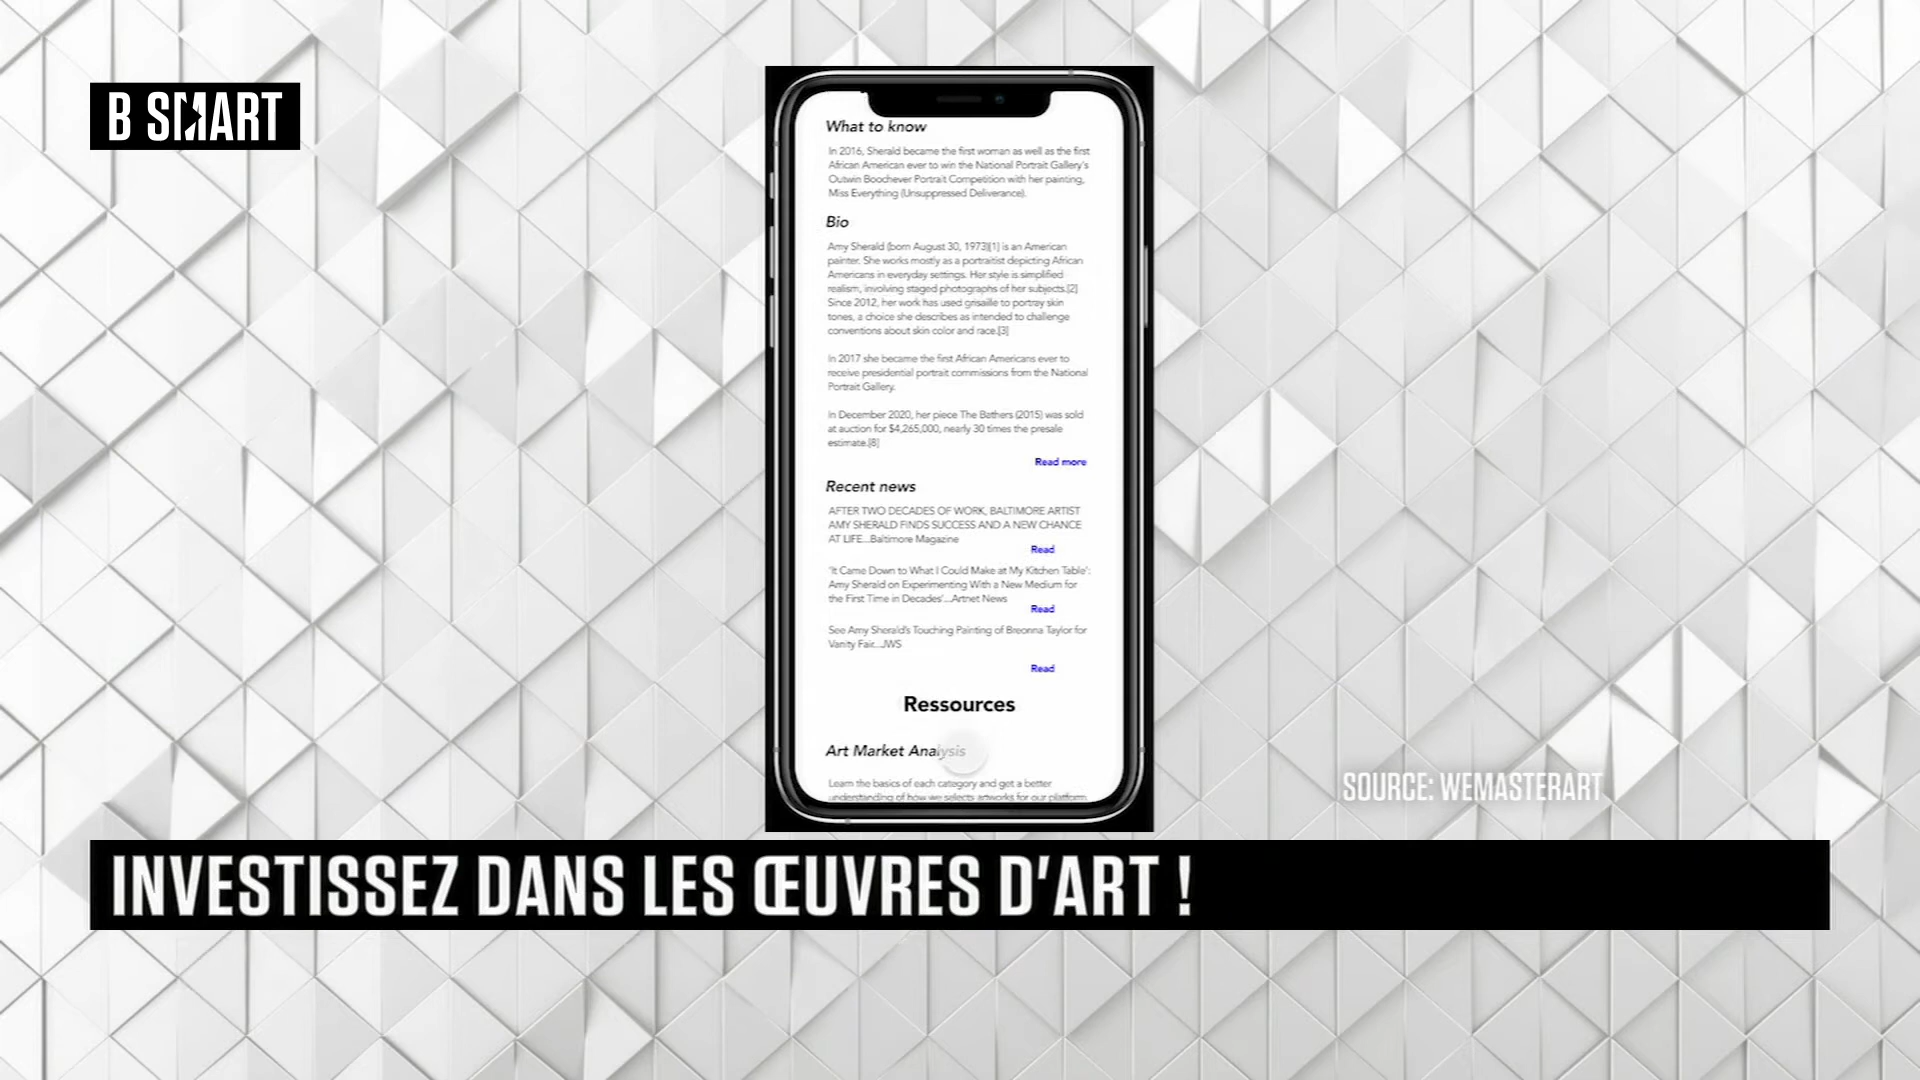 B SMART
What to know
In 2016, Sherald became the first woman as well as the first
African American ever to win the National Portrait Gallery's
Outwin Boochever Portrait Competition with her painting,
Miss Everything (Unsuppressed Deliverance).
Bio
Amy Sherald (born August 30, 1973)[1] is an American
painter. She works mostly as a portraitist depicting African
Americans in everyday settings. Her style is simplified
realism, involving staged photographs of her subjects.[2]
Since 2012, her work has used grisaille to portray skin
tones, a choice she describes as intended to challenge
conventions about skin color and race.[3]
In 2017 she became the first African Americans ever to
receive presidential portrait commissions from the National
Portrait Gallery.
In December 2020, her piece The Bathers (2015) was sold
at auction for $4,265,000, nearly 30 times the presale
estimate.[8]
Read more
Recent news
AFTER TWO DECADES OF WORK, BALTIMORE ARTIST
AMY SHERALD FINDS SUCCESS AND A NEW CHANCE
AT LIFE...Baltimore Magazine
Read
'It Came Down to What I Could Make at My Kitchen Table':
Amy Sherald on Experimenting With a New Medium for
the First Time in Decades'...Artnet News
Read
See Amy Sherald's Touching Painting of Breonna Taylor for
Vanity Fair...JWS
Read
Ressources
Art Market Analysis
Learn the basics of each category and get a better
understanding of how we selects artworks for our platform.
SOURCE: WEMASTERART
INVESTISSEZ DANS LES ŒUVRES D'ART !